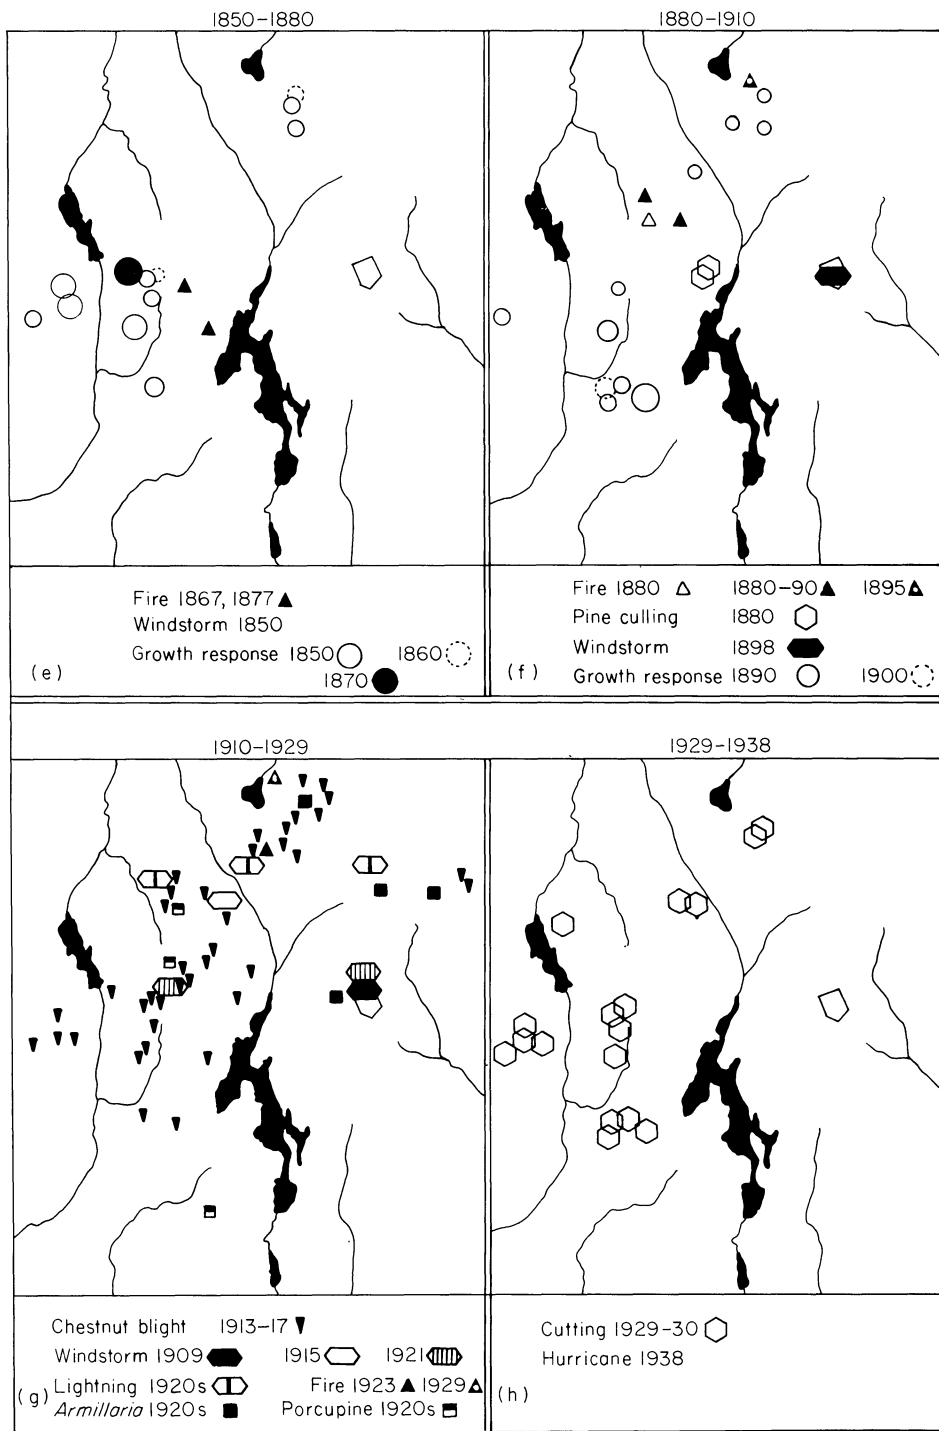 1850–1880
1880–1910
Fire 1867, 1877
Windstorm 1850
Growth response 1850 1860
1870
(e)
Fire 1880 1880–90 1895
Pine culling 1880
Windstorm 1898
Growth response 1890 1900
(f)
1910–1929
1929–1938
Chestnut blight 1913–17
Windstorm 1909 1915 1921
Lightning 1920s Fire 1923 1929
Armillaria 1920s Porcupine 1920s
(g)
Cutting 1929–30
Hurricane 1938
(h)